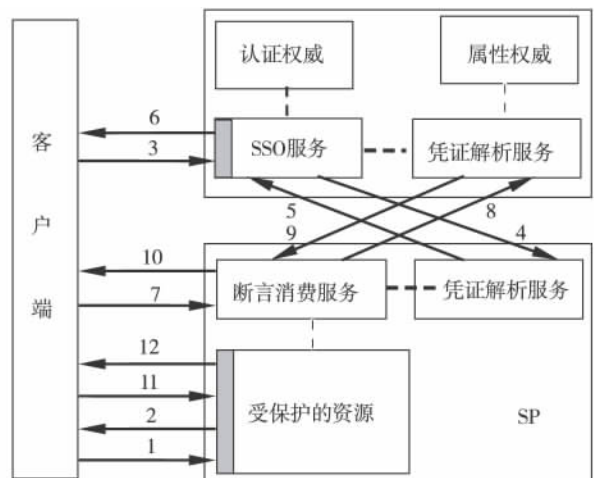 认证权威
属性权威
客户端
6
3
SSO服务
凭证解析服务
5
9
8
4
10
7
断言消费服务
凭证解析服务
12
11
2
1
受保护的资源
SP